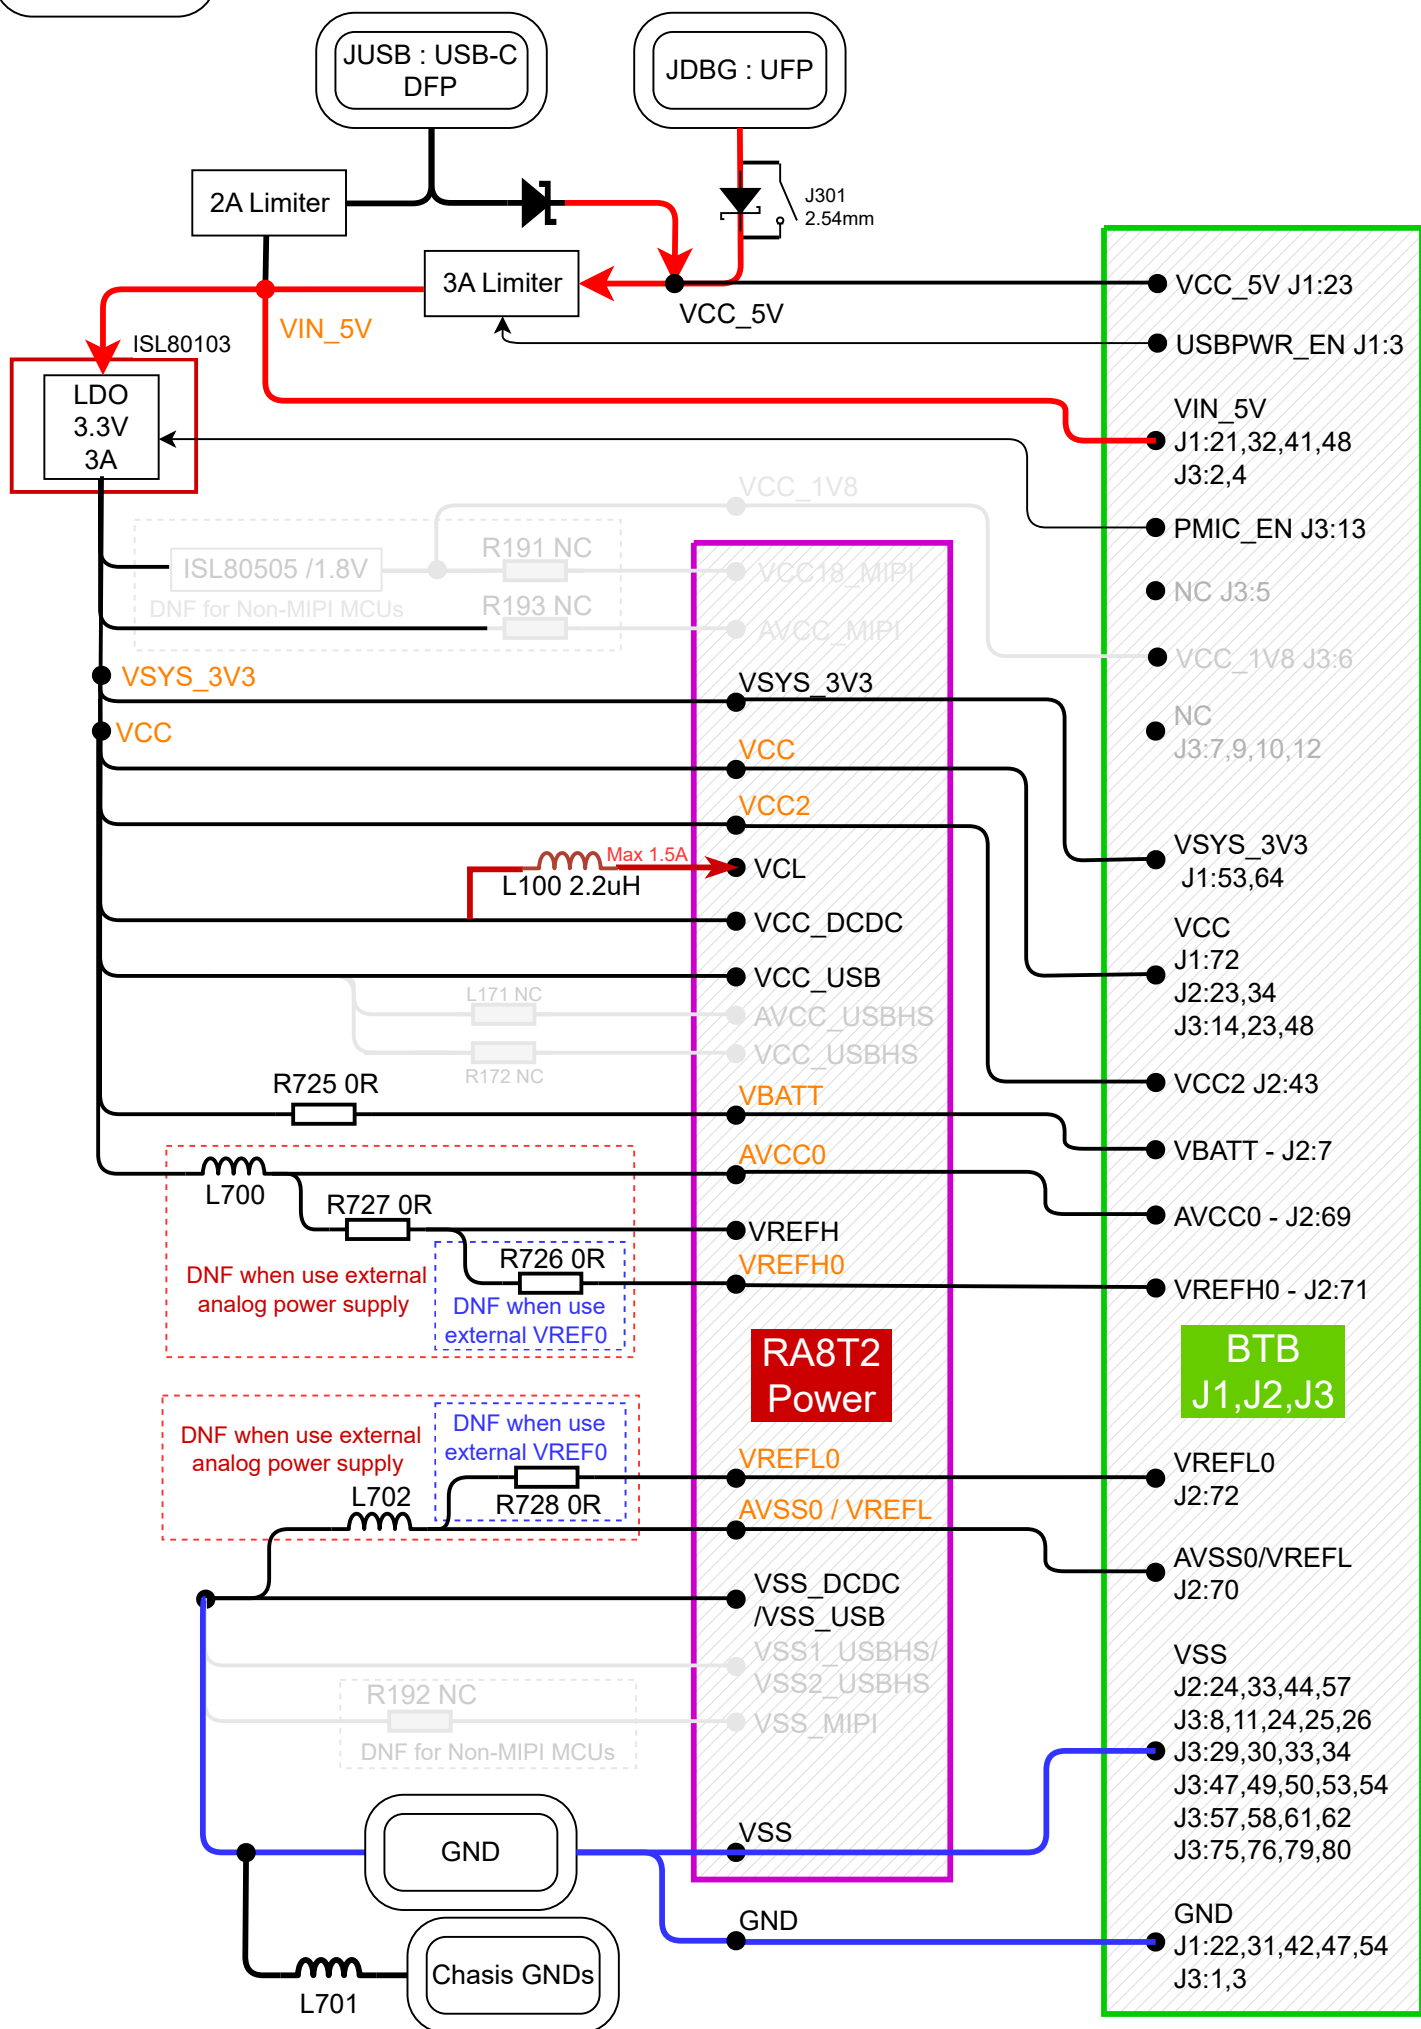 JUSB : USB-C
DFP
JDBG : UFP
2A Limiter
J301
2.54mm
3A Limiter
VCC_5V
VIN_5V
ISL80103
LDO
3.3V
3A
VCC_5V J1:23
USBPWR_EN J1:3
VIN_5V
J1:21,32,41,48
J3:2,4
PMIC_EN J3:13
NC J3:5
VCC_1V8 J3:6
NC
J3:7,9,10,12
VSYS_3V3
J1:53,64
VCC
J1:72
J2:23,34
J3:14,23,48
VCC2 J2:43
VBATT - J2:7
AVCC0 - J2:69
VREFH0 - J2:71
BTB
J1,J2,J3
VREFL0
J2:72
AVSS0/VREFL
J2:70
VSS
J2:24,33,44,57
J3:8,11,24,25,26
J3:29,30,33,34
J3:47,49,50,53,54
J3:57,58,61,62
J3:75,76,79,80
GND
J1:22,31,42,47,54
J3:1,3
VCC_1V8
R191 NC
ISL80505 /1.8V
VCC18_MIPI
DNF for Non-MIPI MCUs
R193 NC
AVCC_MIPI
VSYS_3V3
VSYS_3V3
VCC
VCC
VCC2
Max 1.5A
L100 2.2uH
VCL
VCC_DCDC
VCC_USB
L171 NC
AVCC_USBHS
VCC_USBHS
R172 NC
R725 0R
VBATT
AVCC0
L700
R727 0R
VREFH
R726 0R
VREFH0
DNF when use external
analog power supply
DNF when use
external VREF0
RA8T2
Power
DNF when use external
analog power supply
DNF when use
external VREF0
VREFL0
R728 0R
L702
AVSS0 / VREFL
VSS_DCDC
/VSS_USB
VSS1_USBHS/
VSS2_USBHS
R192 NC
VSS_MIPI
DNF for Non-MIPI MCUs
GND
VSS
GND
Chasis GNDs
L701